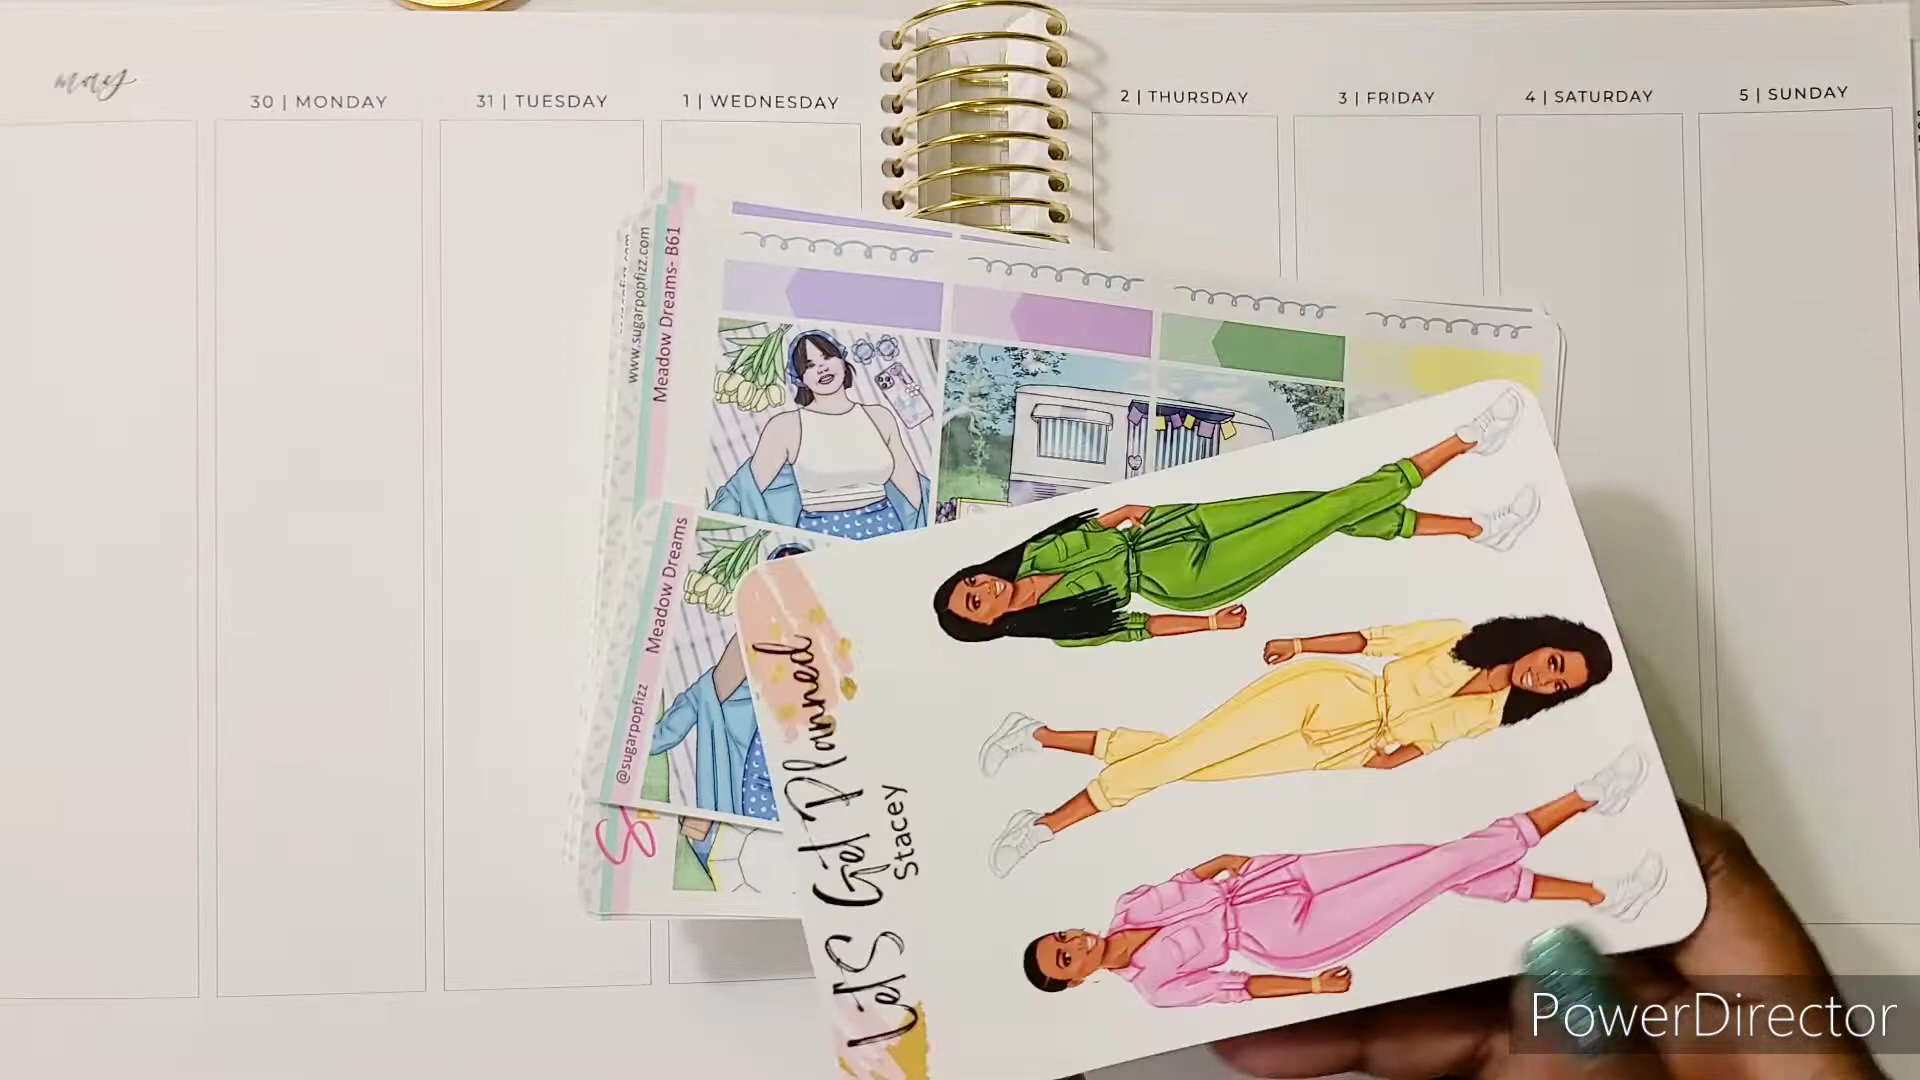 may
30 | MONDAY
31 | TUESDAY
1 | WEDNESDAY
2 | THURSDAY
3 | FRIDAY
4 | SATURDAY
5 | SUNDAY
www.sugarpopfizz.com
Meadow Dreams- B61
@sugarpopfizz
Meadow Dreams
Let's Get Planned
Stacey
PowerDirector